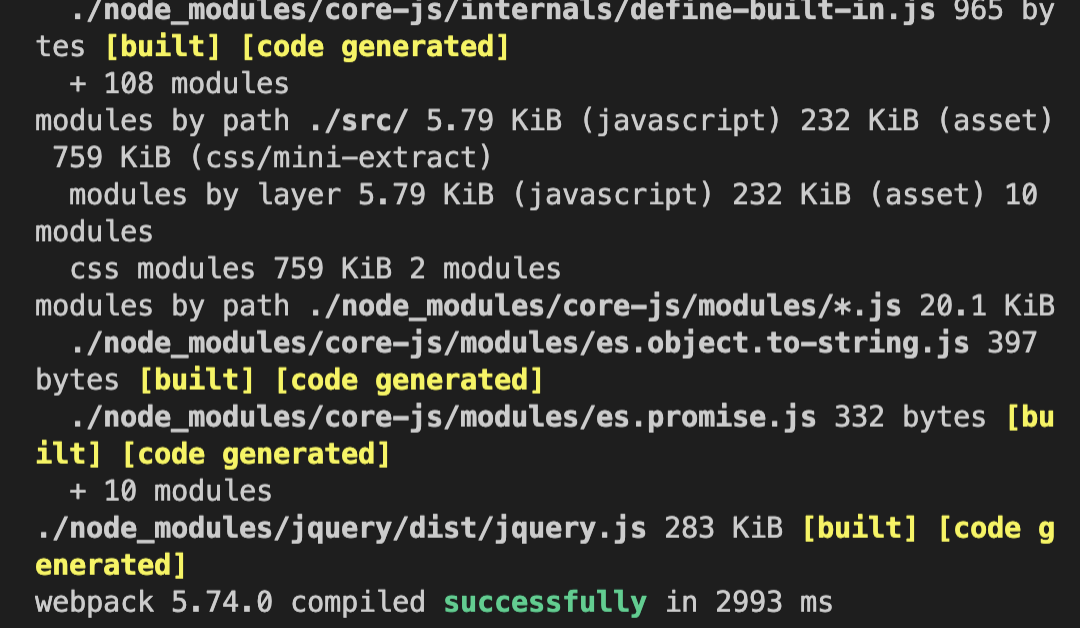 ./node_modules/core-js/internals/define-built-in.js 965 by
tes [built] [code generated]
+ 108 modules
modules by path ./src/ 5.79 KiB (javascript) 232 KiB (asset)
759 KiB (css/mini-extract)
modules by layer 5.79 KiB (javascript) 232 KiB (asset) 10
modules
css modules 759 KiB 2 modules
modules by path ./node_modules/core-js/modules/*.js 20.1 KiB
./node_modules/core-js/modules/es.object.to-string.js 397
bytes [built] [code generated]
./node_modules/core-js/modules/es.promise.js 332 bytes [bu
ilt] [code generated]
+ 10 modules
./node_modules/jquery/dist/jquery.js 283 KiB [built] [code g
enerated]
webpack 5.74.0 compiled successfully in 2993 ms